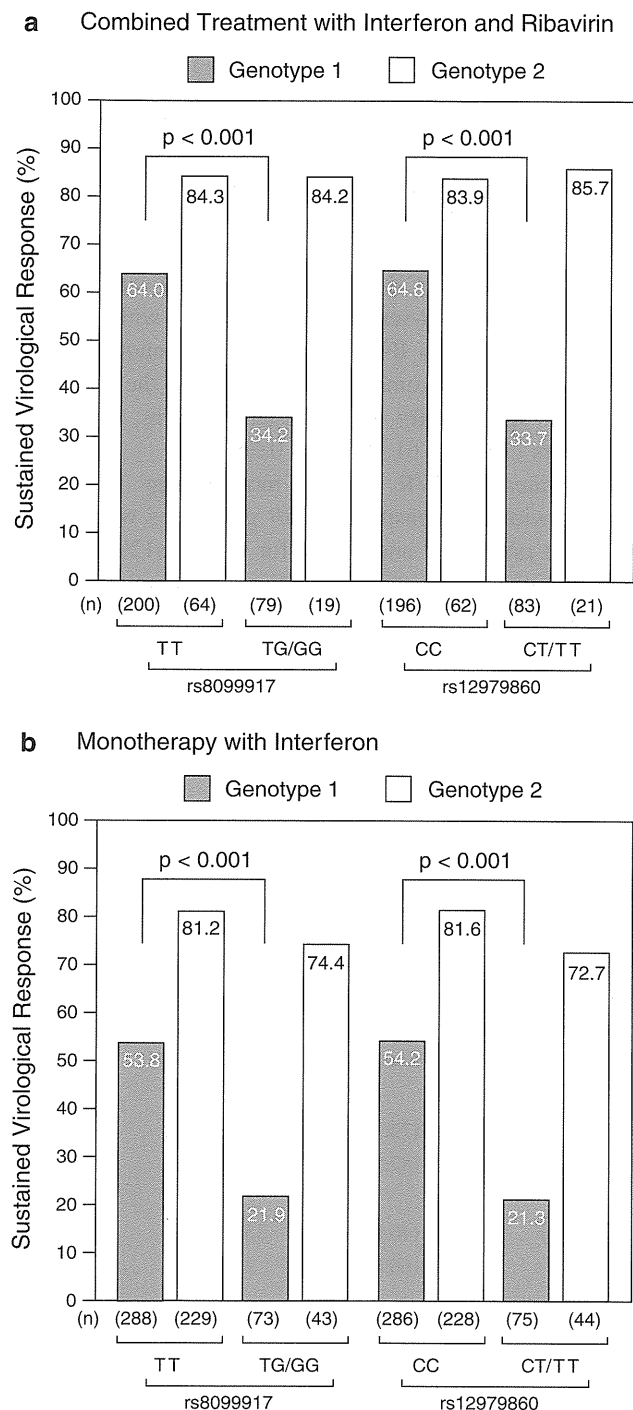 a Combined Treatment with Interferon and Ribavirin
Genotype 1 Genotype 2
Sustained Virological Response (%)
100
90
80
70
60
50
40
30
20
10
0
p < 0.001 p < 0.001
64.0 84.3 34.2 84.2 64.8 83.9 33.7 85.7
(n) (200) (64) (79) (19) (196) (62) (83) (21)
TT TG/GG CC CT/TT
rs8099917 rs12979860
b Monotherapy with Interferon
Genotype 1 Genotype 2
Sustained Virological Response (%)
100
90
80
70
60
50
40
30
20
10
0
p < 0.001 p < 0.001
53.8 81.2 21.9 74.4 54.2 81.6 21.3 72.7
(n) (288) (229) (73) (43) (286) (228) (75) (44)
TT TG/GG CC CT/TT
rs8099917 rs12979860